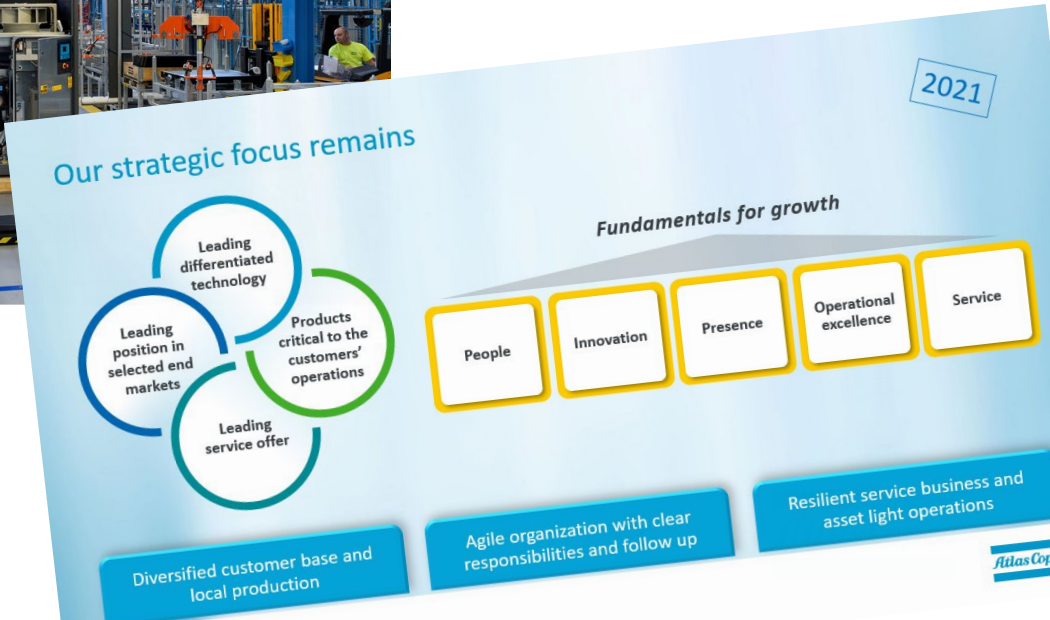 2021
Our strategic focus remains
Leading
differentiated
technology
Leading
position in
selected end
markets
Products
critical to the
customers'
operations
Leading
service offer
Fundamentals for growth
People
Innovation
Presence
Operational
excellence
Service
Diversified customer base and
local production
Agile organization with clear
responsibilities and follow up
Resilient service business and
asset light operations
Atlas Cop